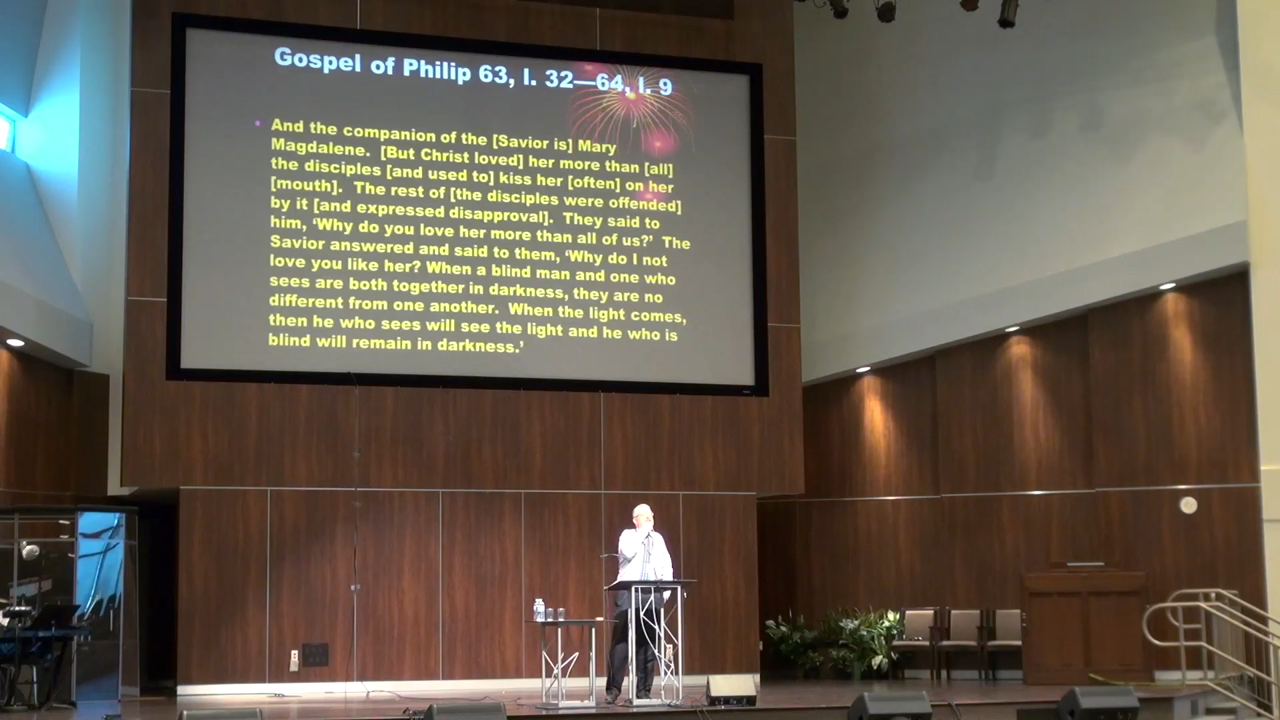 Gospel of Philip 63, l. 32—64, l. 9
• And the companion of the [Savior is] Mary
Magdalene. [But Christ loved] her more than [all]
the disciples [and used to] kiss her [often] on her
[mouth]. The rest of [the disciples were offended]
by it [and expressed disapproval]. They said to
him, ‘Why do you love her more than all of us?’ The
Savior answered and said to them, ‘Why do I not
love you like her? When a blind man and one who
sees are both together in darkness, they are no
different from one another. When the light comes,
then he who sees will see the light and he who is
blind will remain in darkness.’